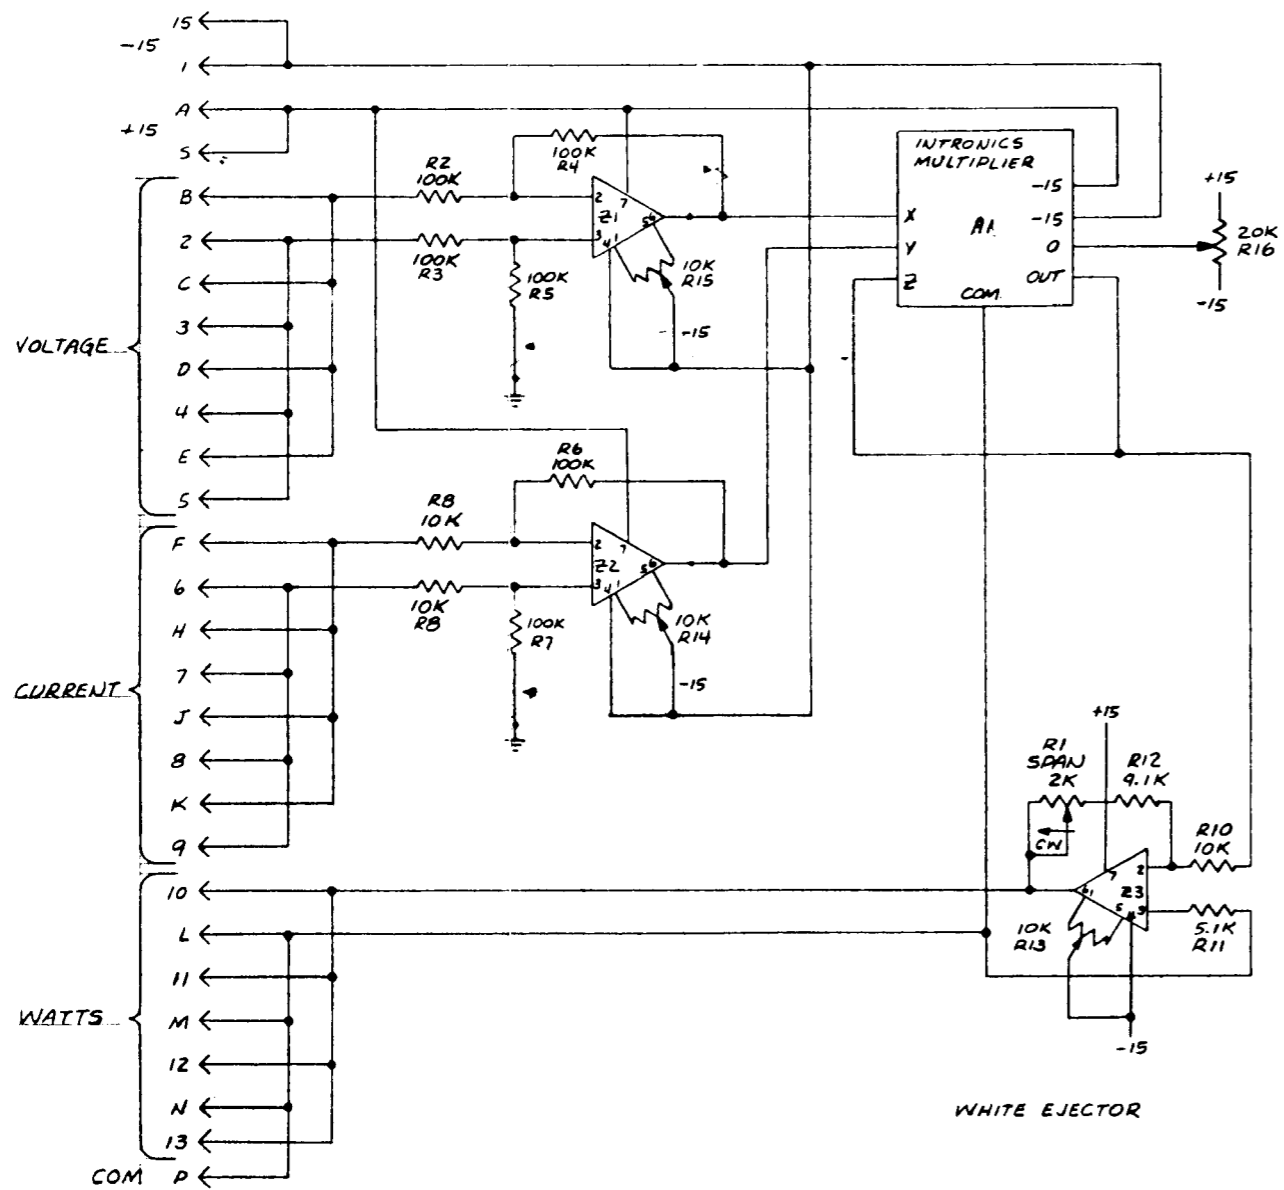 15
-15
1
A
+15
S
VOLTAGE
B
2
C
3
D
4
E
5
CURRENT
F
6
H
7
J
8
K
9
WATTS
10
L
11
M
12
N
13
COM P
R2
100K
100K
R3
100K
R4
100K
R5
2
7
Z1
3
4 1
5 6
10K
R15
-15
INTRONICS
MULTIPLIER
-15
X
-15
Y
A1
0
Z
OUT
COM
+15
20K
R16
-15
R6
100K
R8
10K
10K
R8
100K
R7
2
7
Z2
3
4 1
5 6
10K
R14
-15
+15
R1
SPAN
2K
R12
9.1K
CW
R10
10K
7
2
6 1
Z3
5 4 3
10K
R13
5.1K
R11
-15
WHITE EJECTOR